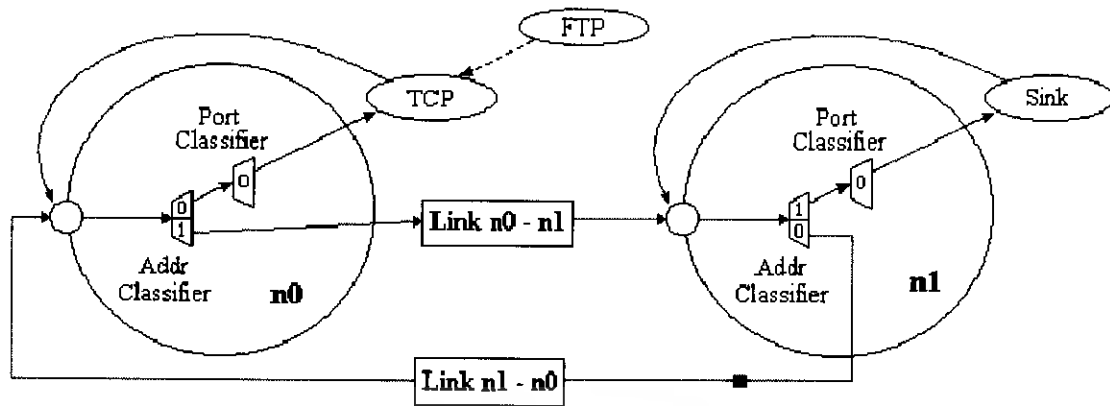 FTP
TCP
Port
Classifier
0
0
1
Addr
Classifier
n0
Link n0 - n1
Sink
Port
Classifier
0
1
0
Addr
Classifier
n1
Link n1 - n0